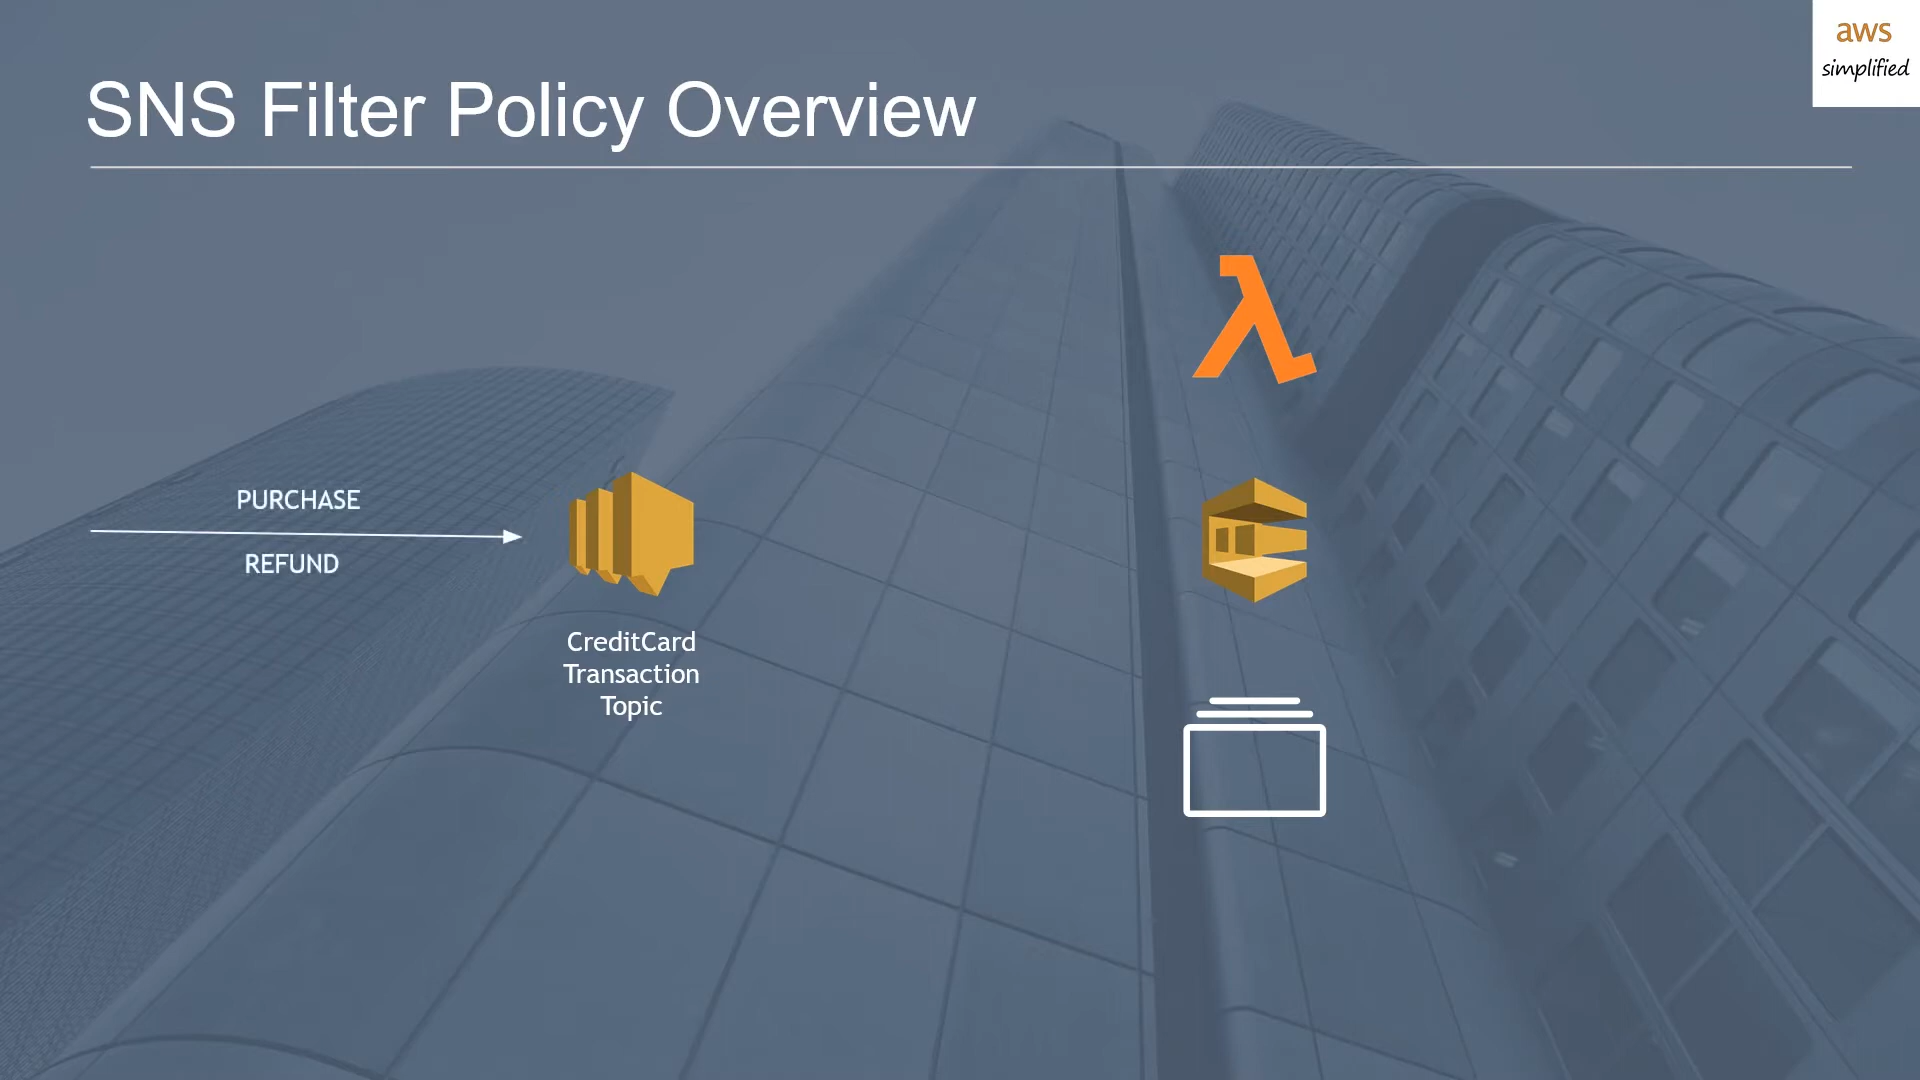 aws
simplified
SNS Filter Policy Overview
PURCHASE
REFUND
CreditCard
Transaction
Topic